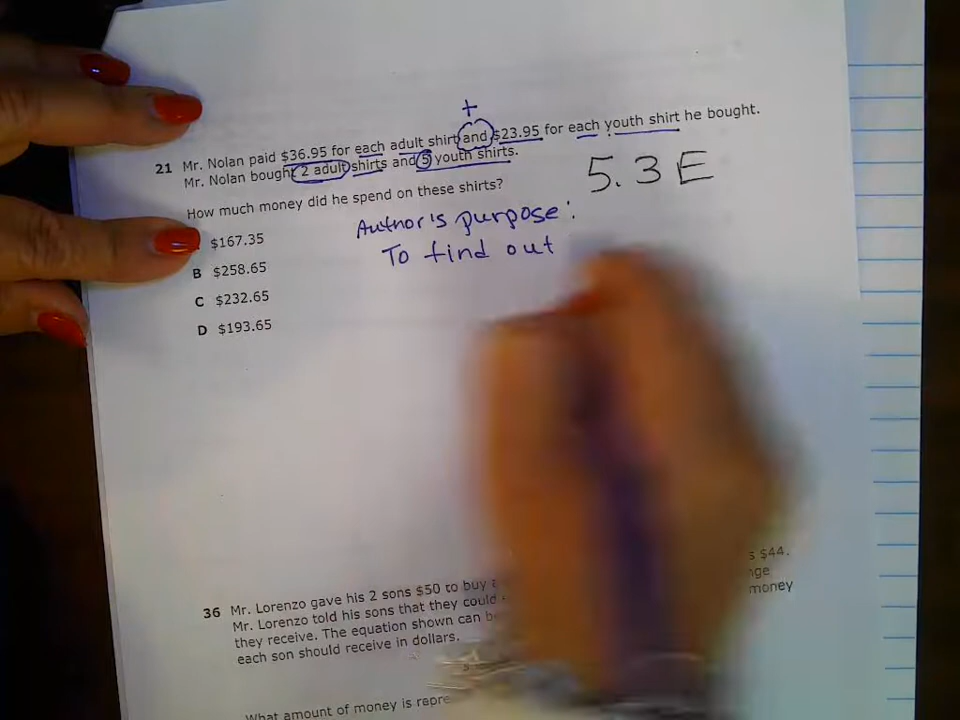 +
21 Mr. Nolan paid $36.95 for each adult shirt and $23.95 for each youth shirt he bought.
Mr. Nolan bought 2 adult shirts and 5 youth shirts.
5.3E
How much money did he spend on these shirts?
Author's purpose:
To find out
$167.35
B $258.65
C $232.65
D $193.65
s $44.
36 Mr. Lorenzo gave his 2 sons $50 to buy
Mr. Lorenzo told his sons that they could
money
they receive. The equation shown can
each son should receive in dollars.
What amount of money is